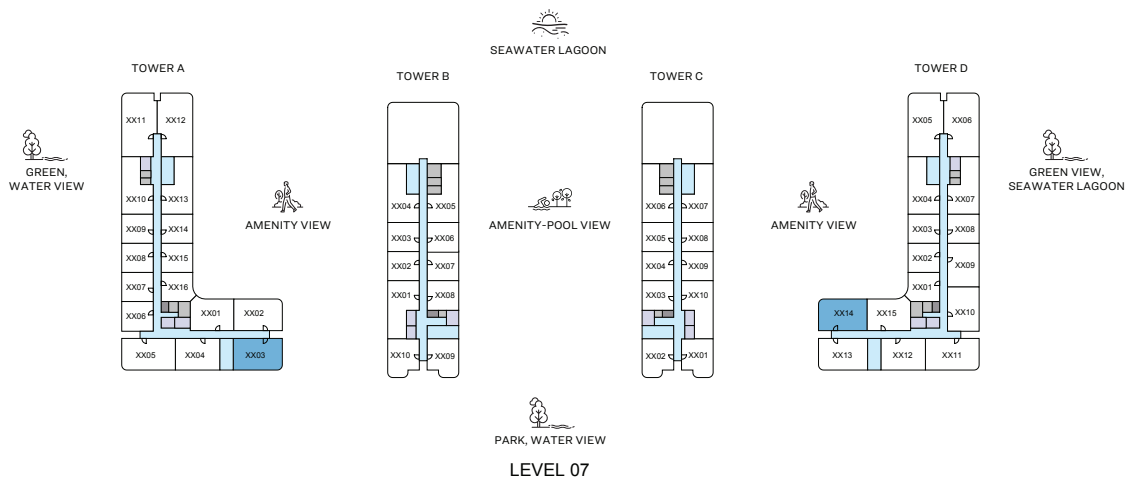 SEAWATER LAGOON
TOWER A
TOWER B
TOWER C
TOWER D
XX11 XX12
XX10 XX13
XX09 XX14
XX08 XX15
XX07 XX16
XX06 XX01 XX02
XX05 XX04 XX03
XX04 XX05
XX03 XX06
XX02 XX07
XX01 XX08
XX10 XX09
XX06 XX07
XX05 XX08
XX04 XX09
XX03 XX10
XX02 XX01
XX05 XX06
XX04 XX07
XX03 XX08
XX02 XX09
XX01
XX14 XX15 XX10
XX13 XX12 XX11
GREEN,
WATER VIEW
AMENITY VIEW
AMENITY-POOL VIEW
AMENITY VIEW
GREEN VIEW,
SEAWATER LAGOON
PARK, WATER VIEW
LEVEL 07